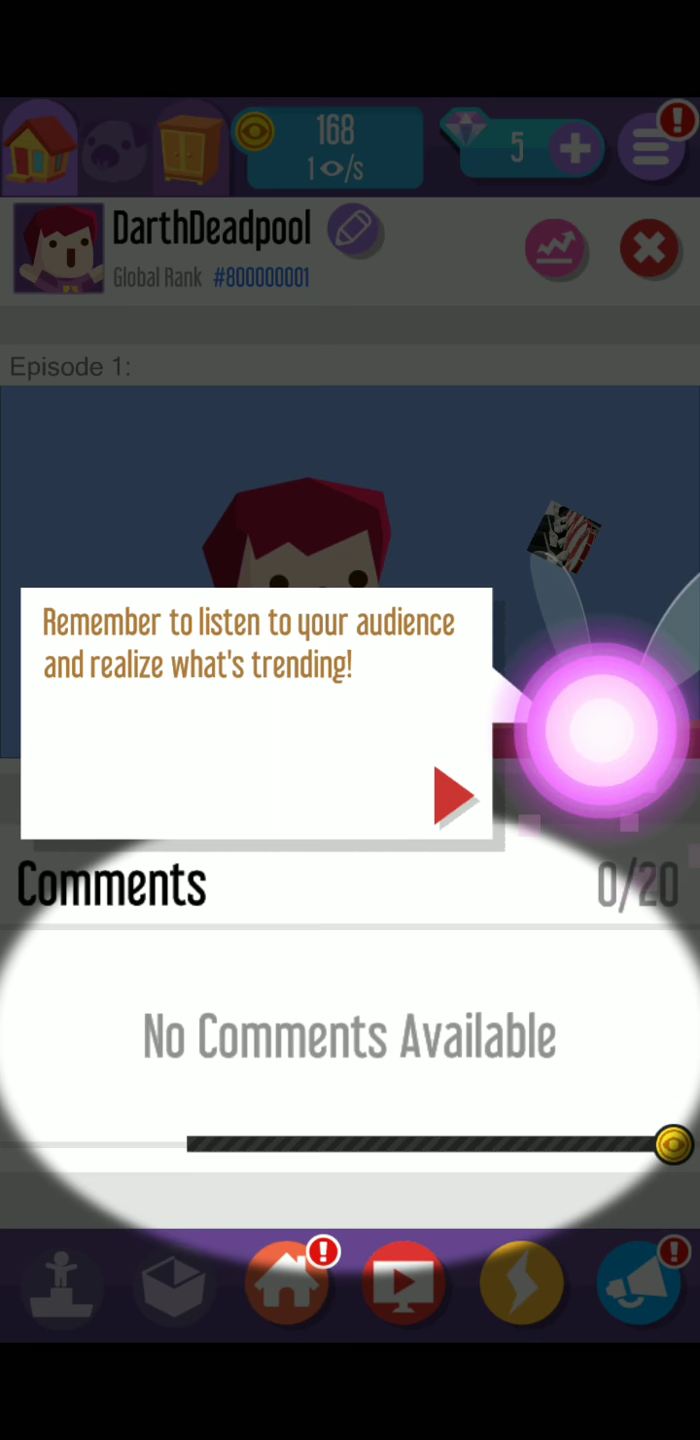 168
1 /s
5
DarthDeadpool
Global Rank #800000001
Episode 1:
Remember to listen to your audience
and realize what's trending!
Comments 0/20
No Comments Available